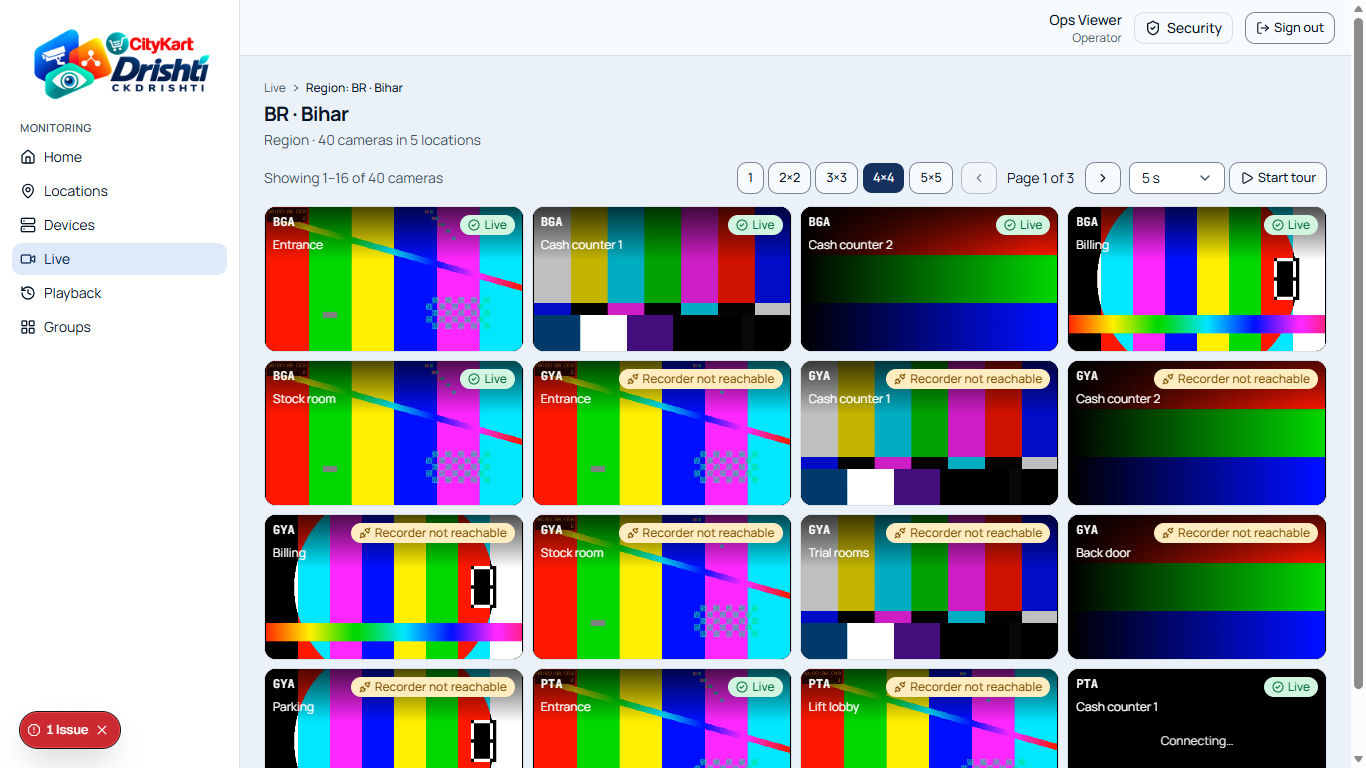 CityKart
Drishti
CKDRISHTI
MONITORING
Home
Locations
Devices
Live
Playback
Groups
1 Issue
Ops Viewer
Operator
Security
Sign out
Live > Region: BR · Bihar
BR · Bihar
Region · 40 cameras in 5 locations
Showing 1–16 of 40 cameras
1 2×2 3×3 4×4 5×5 Page 1 of 3 5 s Start tour
BGA Live
Entrance
BGA Live
Cash counter 1
BGA Live
Cash counter 2
BGA Live
Billing
BGA Live
Stock room
GYA Recorder not reachable
Entrance
GYA Recorder not reachable
Cash counter 1
GYA Recorder not reachable
Cash counter 2
GYA Recorder not reachable
Billing
GYA Recorder not reachable
Stock room
GYA Recorder not reachable
Trial rooms
GYA Recorder not reachable
Back door
GYA Recorder not reachable
Parking
PTA Live
Entrance
PTA Recorder not reachable
Lift lobby
PTA Live
Cash counter 1
Connecting...